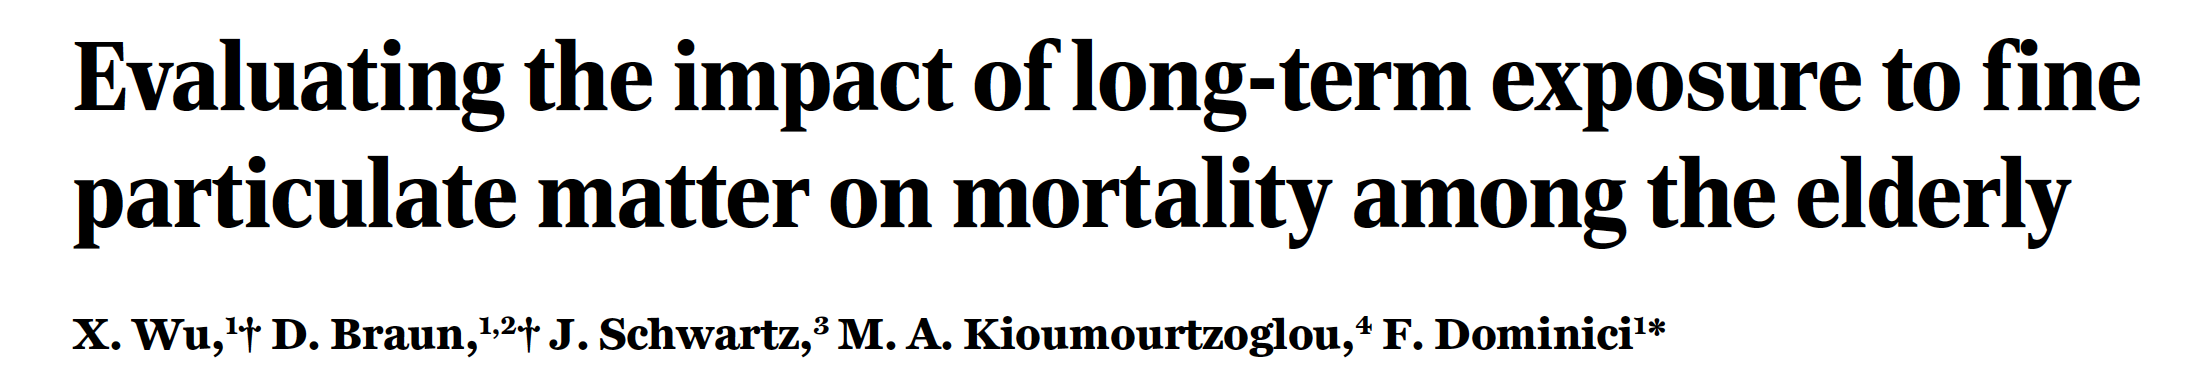 Evaluating the impact of long-term exposure to fine
particulate matter on mortality among the elderly
X. Wu,¹† D. Braun,¹,²† J. Schwartz,³ M. A. Kioumourtzoglou,⁴ F. Dominici¹*